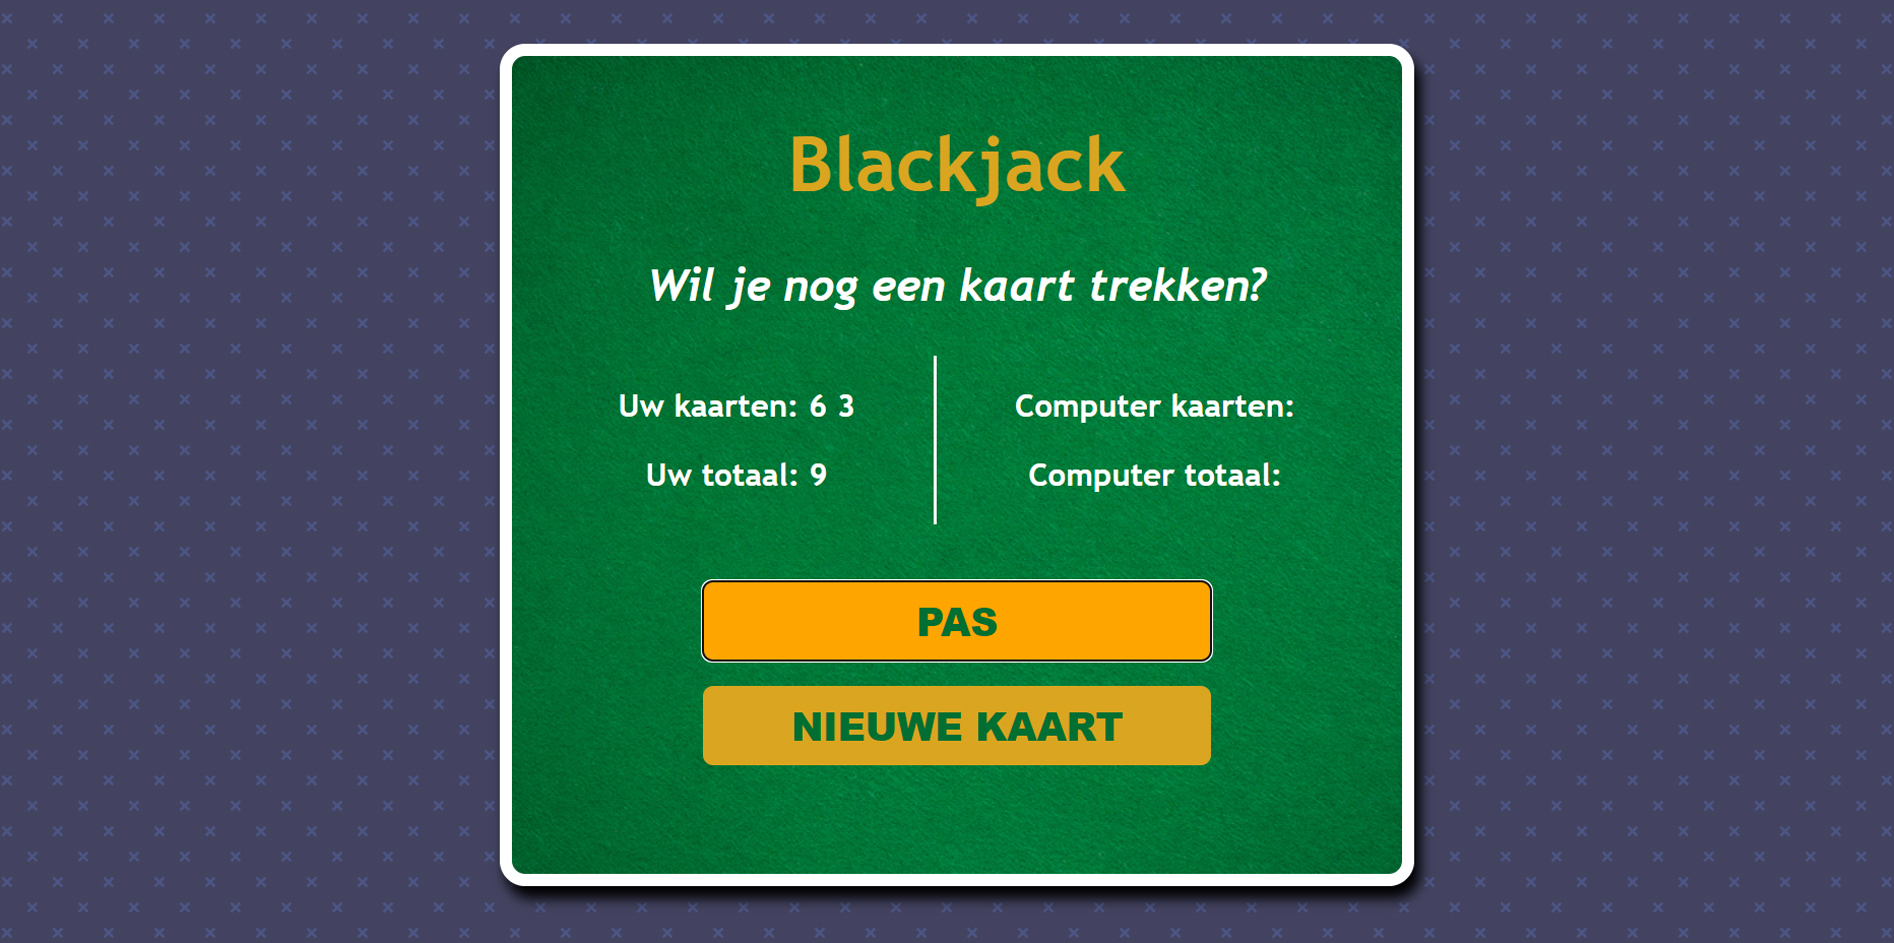 Blackjack
Wil je nog een kaart trekken?
Uw kaarten: 6 3
Uw totaal: 9
Computer kaarten:
Computer totaal:
PAS
NIEUWE KAART